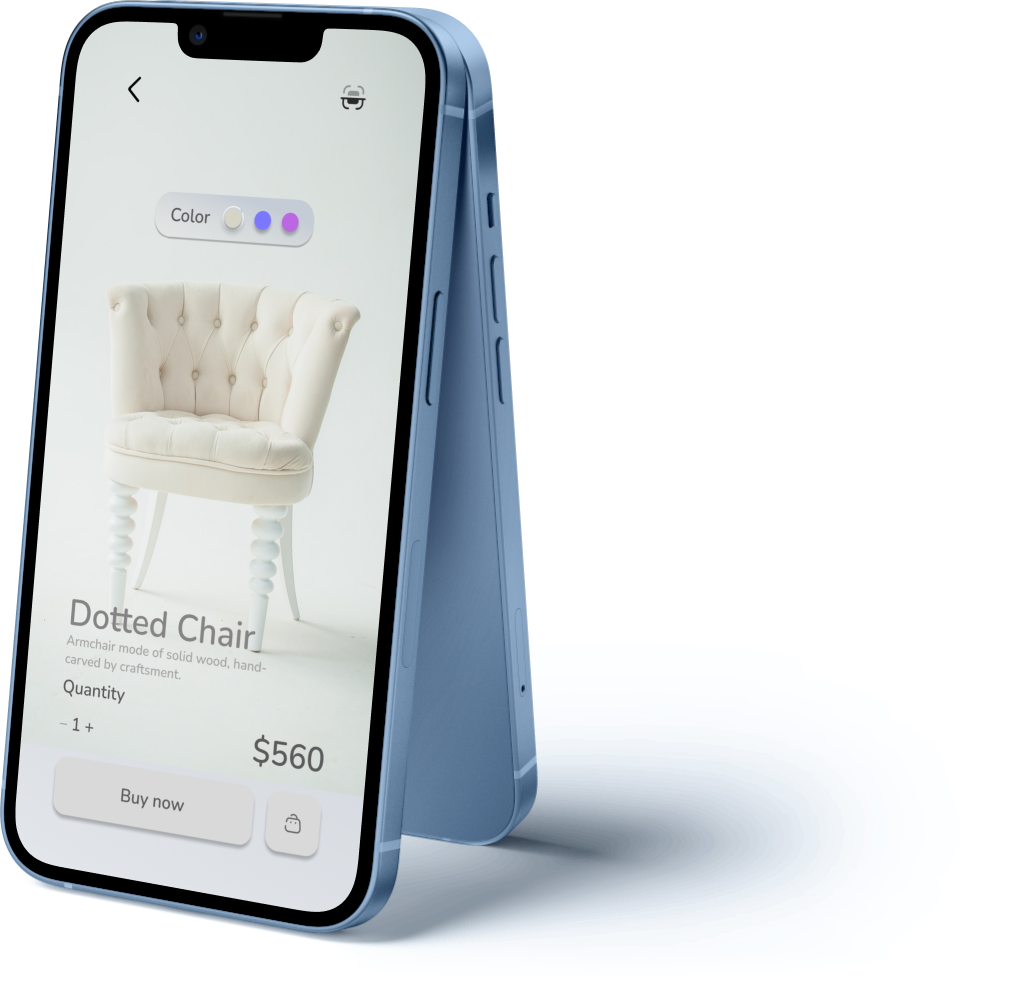 Color
Dotted Chair
Armchair mode of solid wood, hand-
carved by craftsment.
Quantity
− 1 +
$560
Buy now